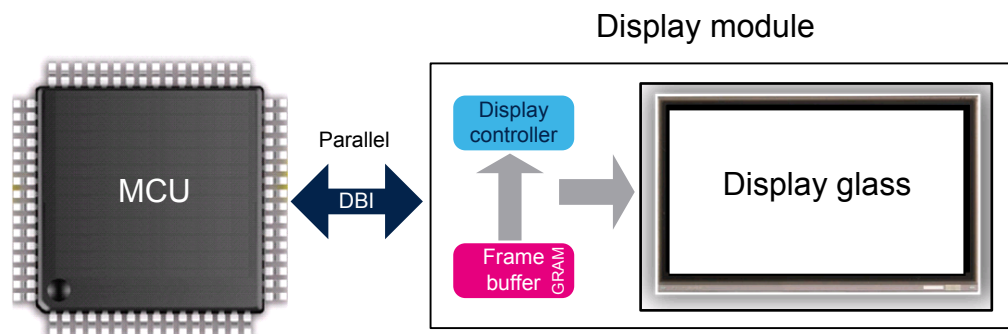 Display module
Display
controller
Parallel
MCU
DBI
Display glass
Frame
buffer
GRAM